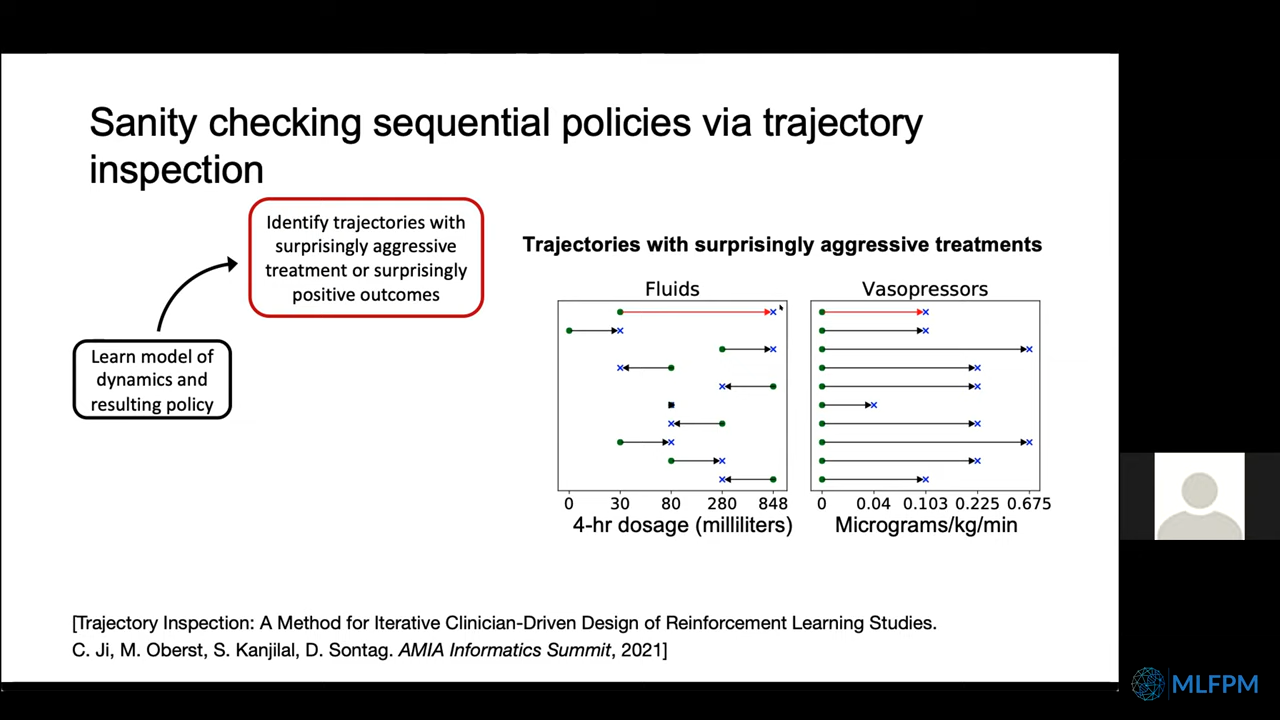 Sanity checking sequential policies via trajectory
inspection
Identify trajectories with
surprisingly aggressive
treatment or surprisingly
positive outcomes
Learn model of
dynamics and
resulting policy
Trajectories with surprisingly aggressive treatments
Fluids
0 30 80 280 848
4-hr dosage (milliliters)
Vasopressors
0 0.04 0.103 0.225 0.675
Micrograms/kg/min
[Trajectory Inspection: A Method for Iterative Clinician-Driven Design of Reinforcement Learning Studies.
C. Ji, M. Oberst, S. Kanjilal, D. Sontag. AMIA Informatics Summit, 2021]
MLFPM